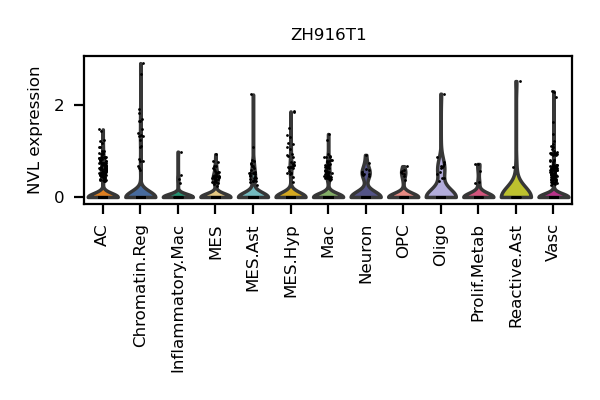 ZH916T1
NVL expression
2
0
AC
Chromatin.Reg
Inflammatory.Mac
MES
MES.Ast
MES.Hyp
Mac
Neuron
OPC
Oligo
Prolif.Metab
Reactive.Ast
Vasc